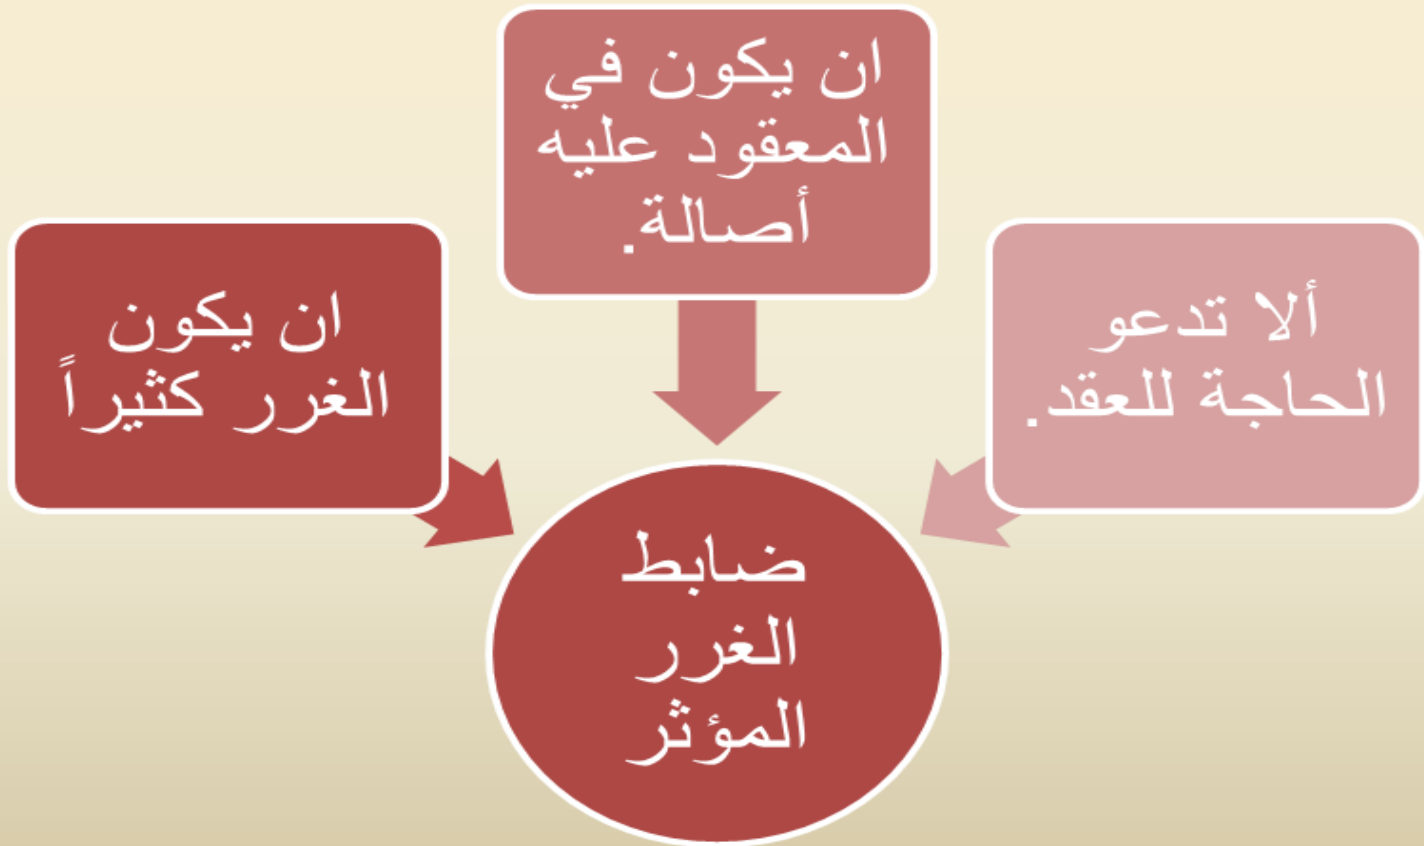 ان يكون في
المعقود عليه
أصالة.
ألا تدعو
الحاجة للعقد.
ان يكون
الغرر كثيراً
ضابط
الغرر
المؤثر